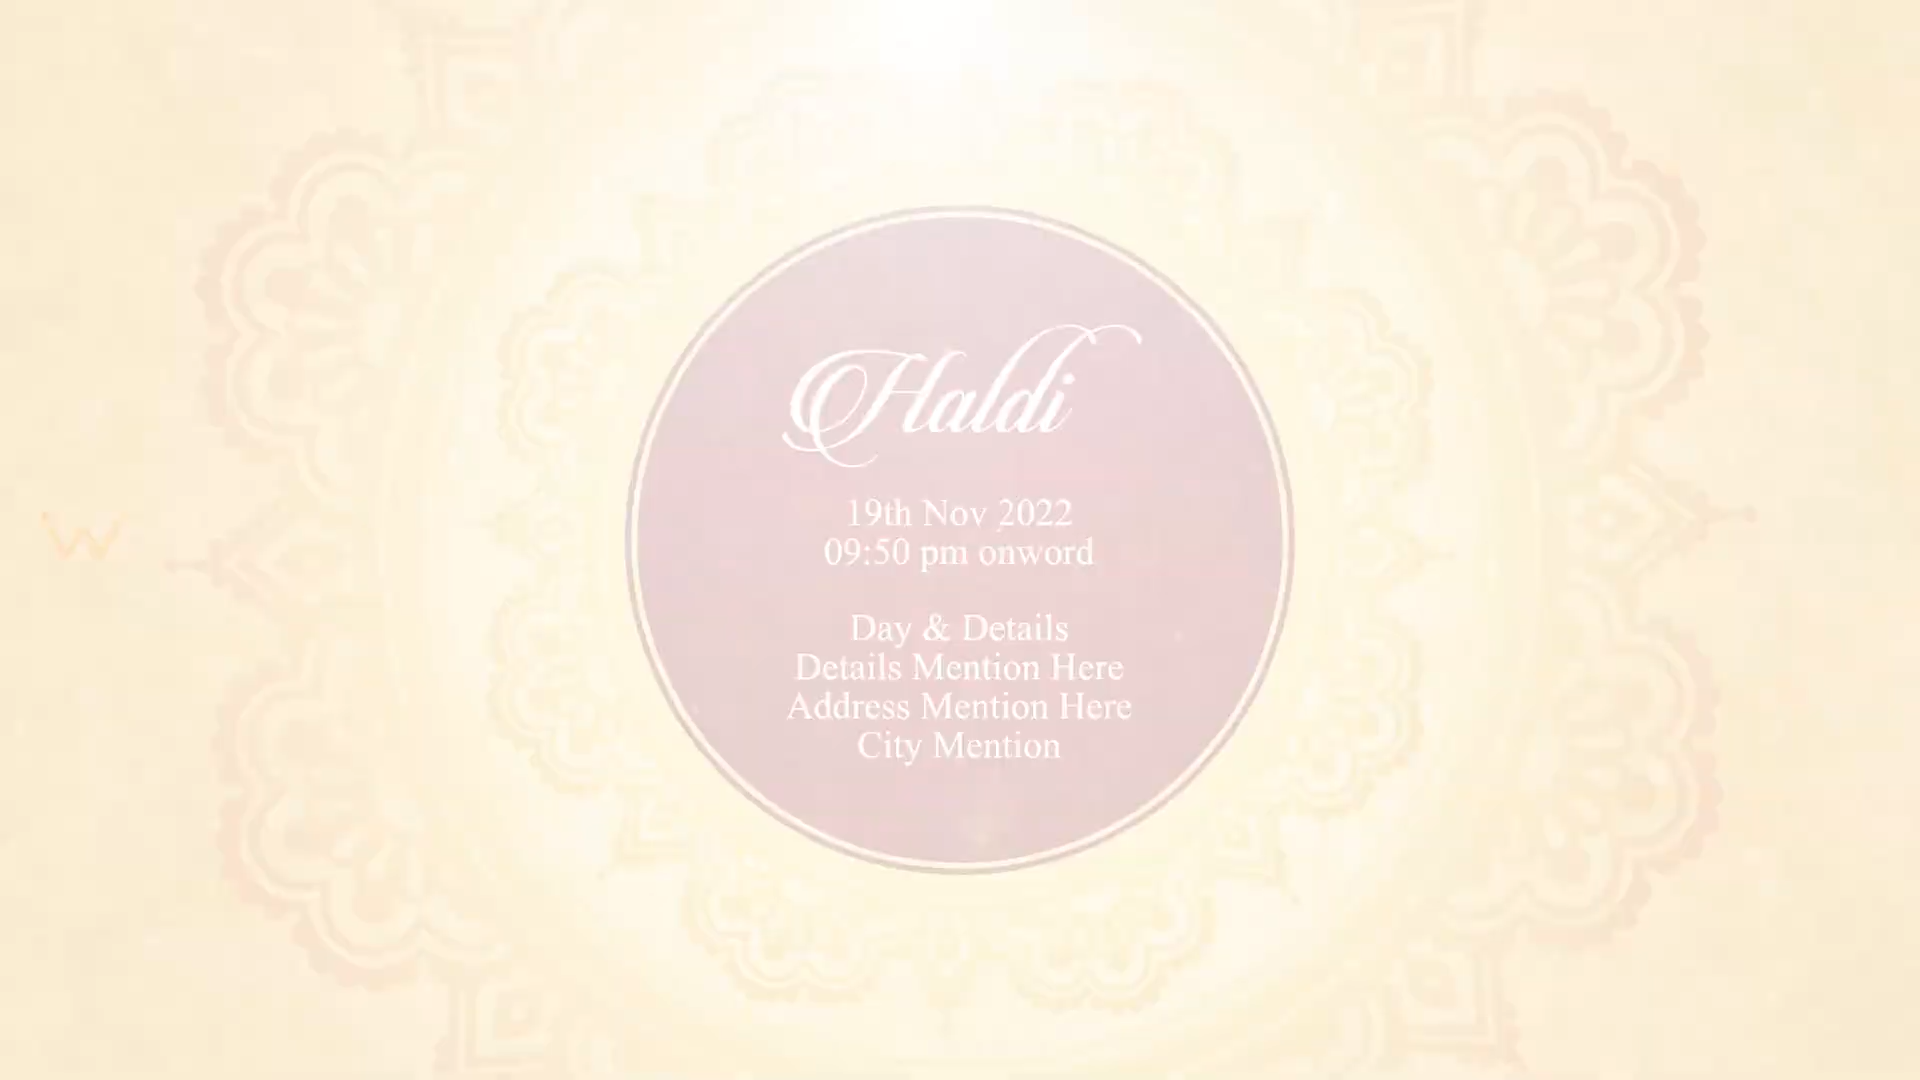 Haldi
19th Nov 2022
09:50 pm onword
Day & Details
Details Mention Here
Address Mention Here
City Mention
W